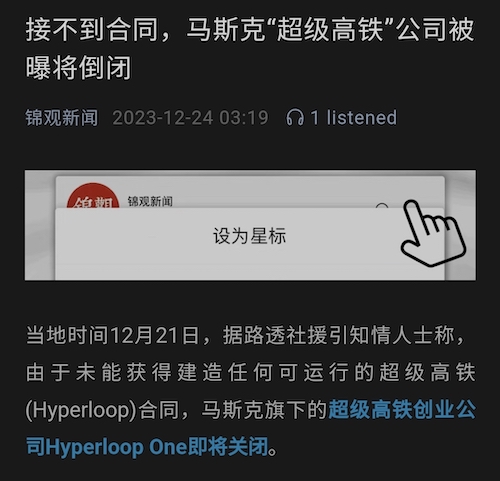 接不到合同，马斯克“超级高铁”公司被
曝将倒闭
锦观新闻 2023-12-24 03:19 1 listened
锦观
锦观新闻
设为星标
当地时间12月21日，据路透社援引知情人士称，
由于未能获得建造任何可运行的超级高铁
(Hyperloop)合同，马斯克旗下的超级高铁创业公
司Hyperloop One即将关闭。